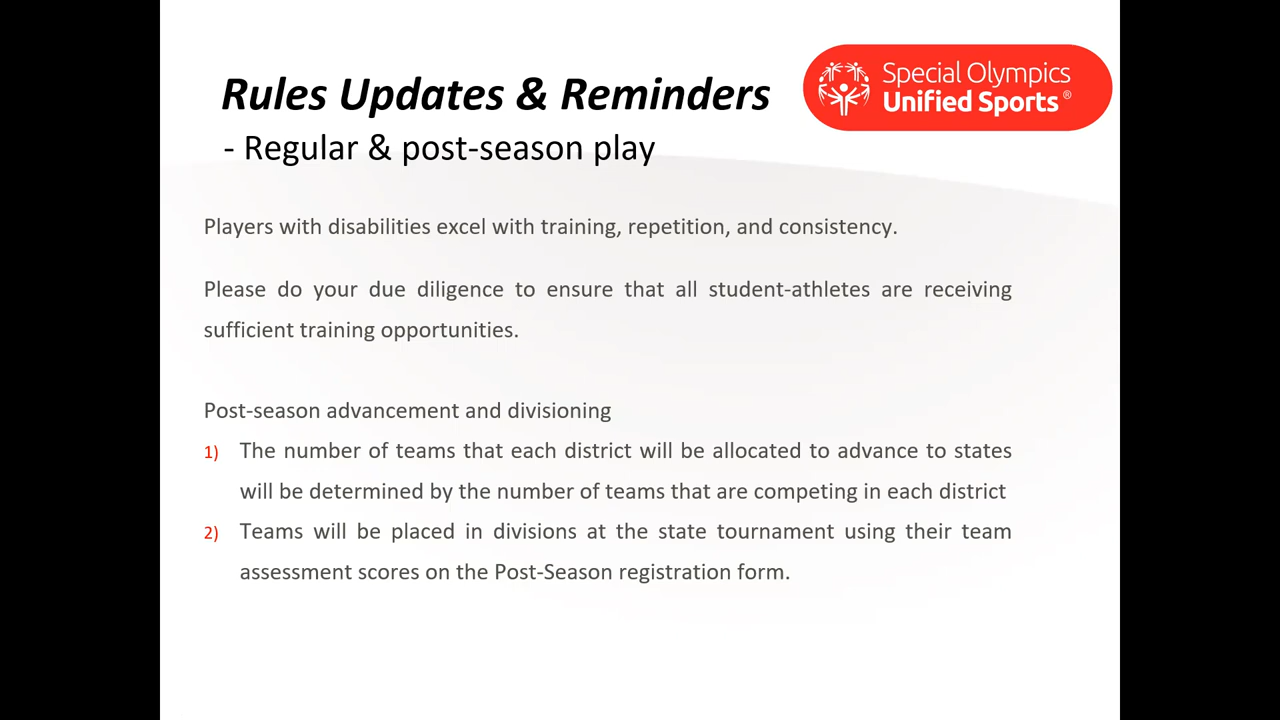 Rules Updates & Reminders
- Regular & post-season play
Special Olympics
Unified Sports®
Players with disabilities excel with training, repetition, and consistency.
Please do your due diligence to ensure that all student-athletes are receiving
sufficient training opportunities.
Post-season advancement and divisioning
1) The number of teams that each district will be allocated to advance to states
will be determined by the number of teams that are competing in each district
2) Teams will be placed in divisions at the state tournament using their team
assessment scores on the Post-Season registration form.